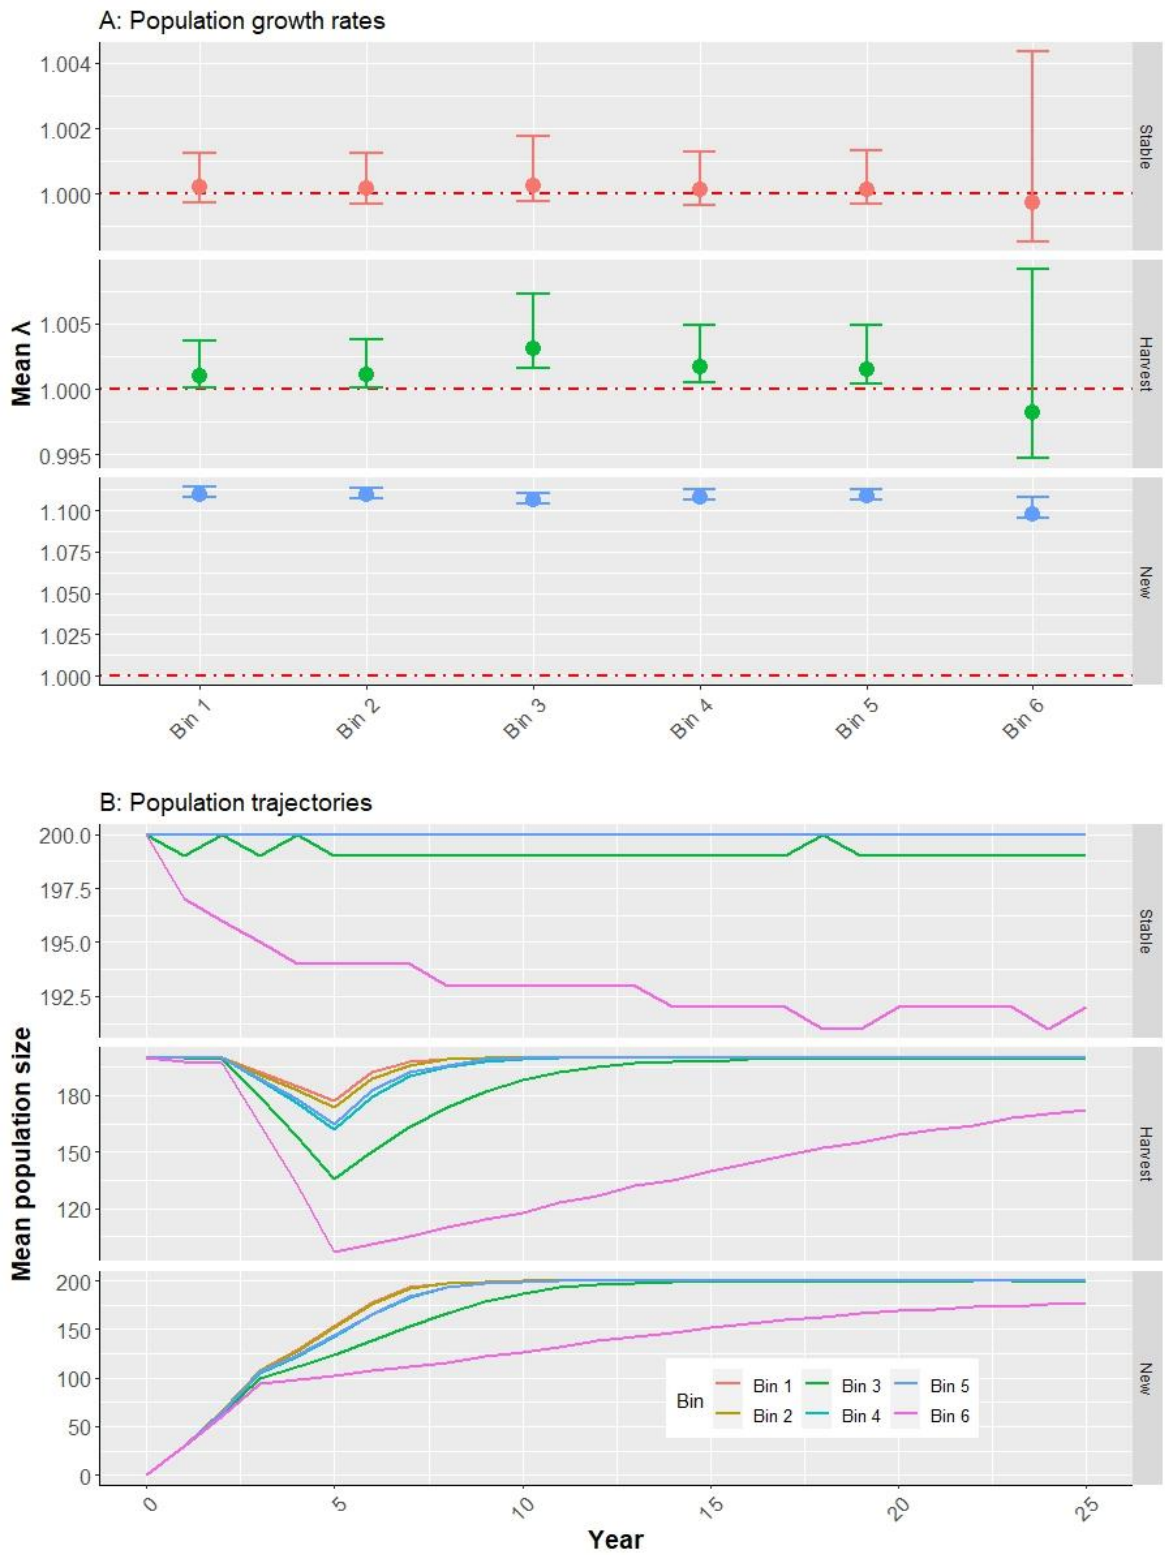 A: Population growth rates
1.004
1.002
1.000
Stable
1.005
1.000
0.995
Harvest
Mean λ
1.100
1.075
1.050
1.025
1.000
New
Bin 1
Bin 2
Bin 3
Bin 4
Bin 5
Bin 6
B: Population trajectories
200.0
197.5
195.0
192.5
Stable
180
150
120
Harvest
Mean population size
200
150
100
50
0
New
Bin
Bin 1
Bin 3
Bin 5
Bin 2
Bin 4
Bin 6
0
5
10
15
20
25
Year